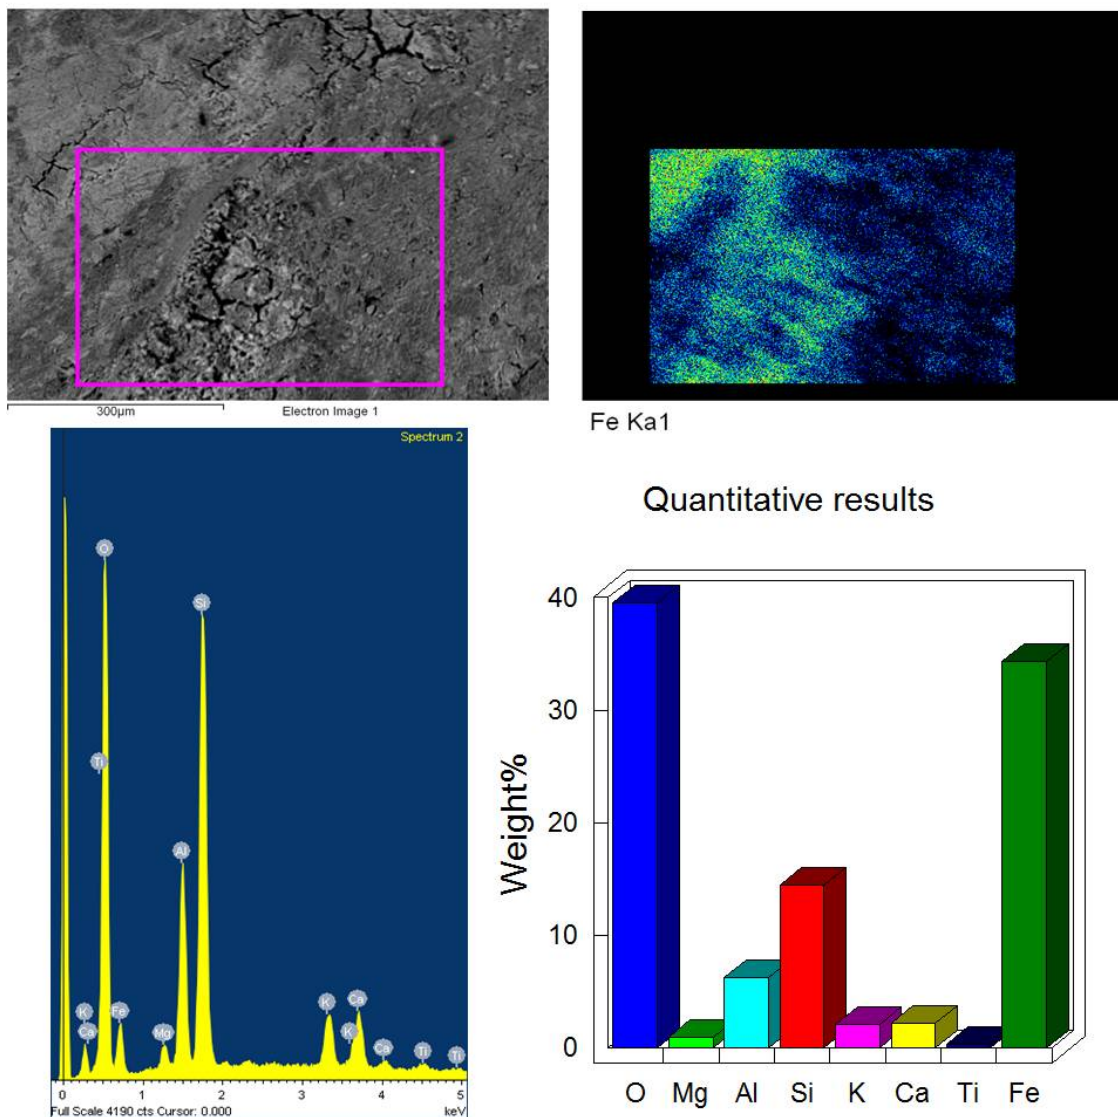 300µm
Electron Image 1
Fe Ka1
Spectrum 2
O
Si
Ti
Al
K
Ca
Fe
Mg
K
Ca
K
Ca
Ti
Ti
0 1 2 3 4 5
Full Scale 4190 cts Cursor: 0.000 keV
Quantitative results
Weight%
40
30
20
10
0
O Mg Al Si K Ca Ti Fe